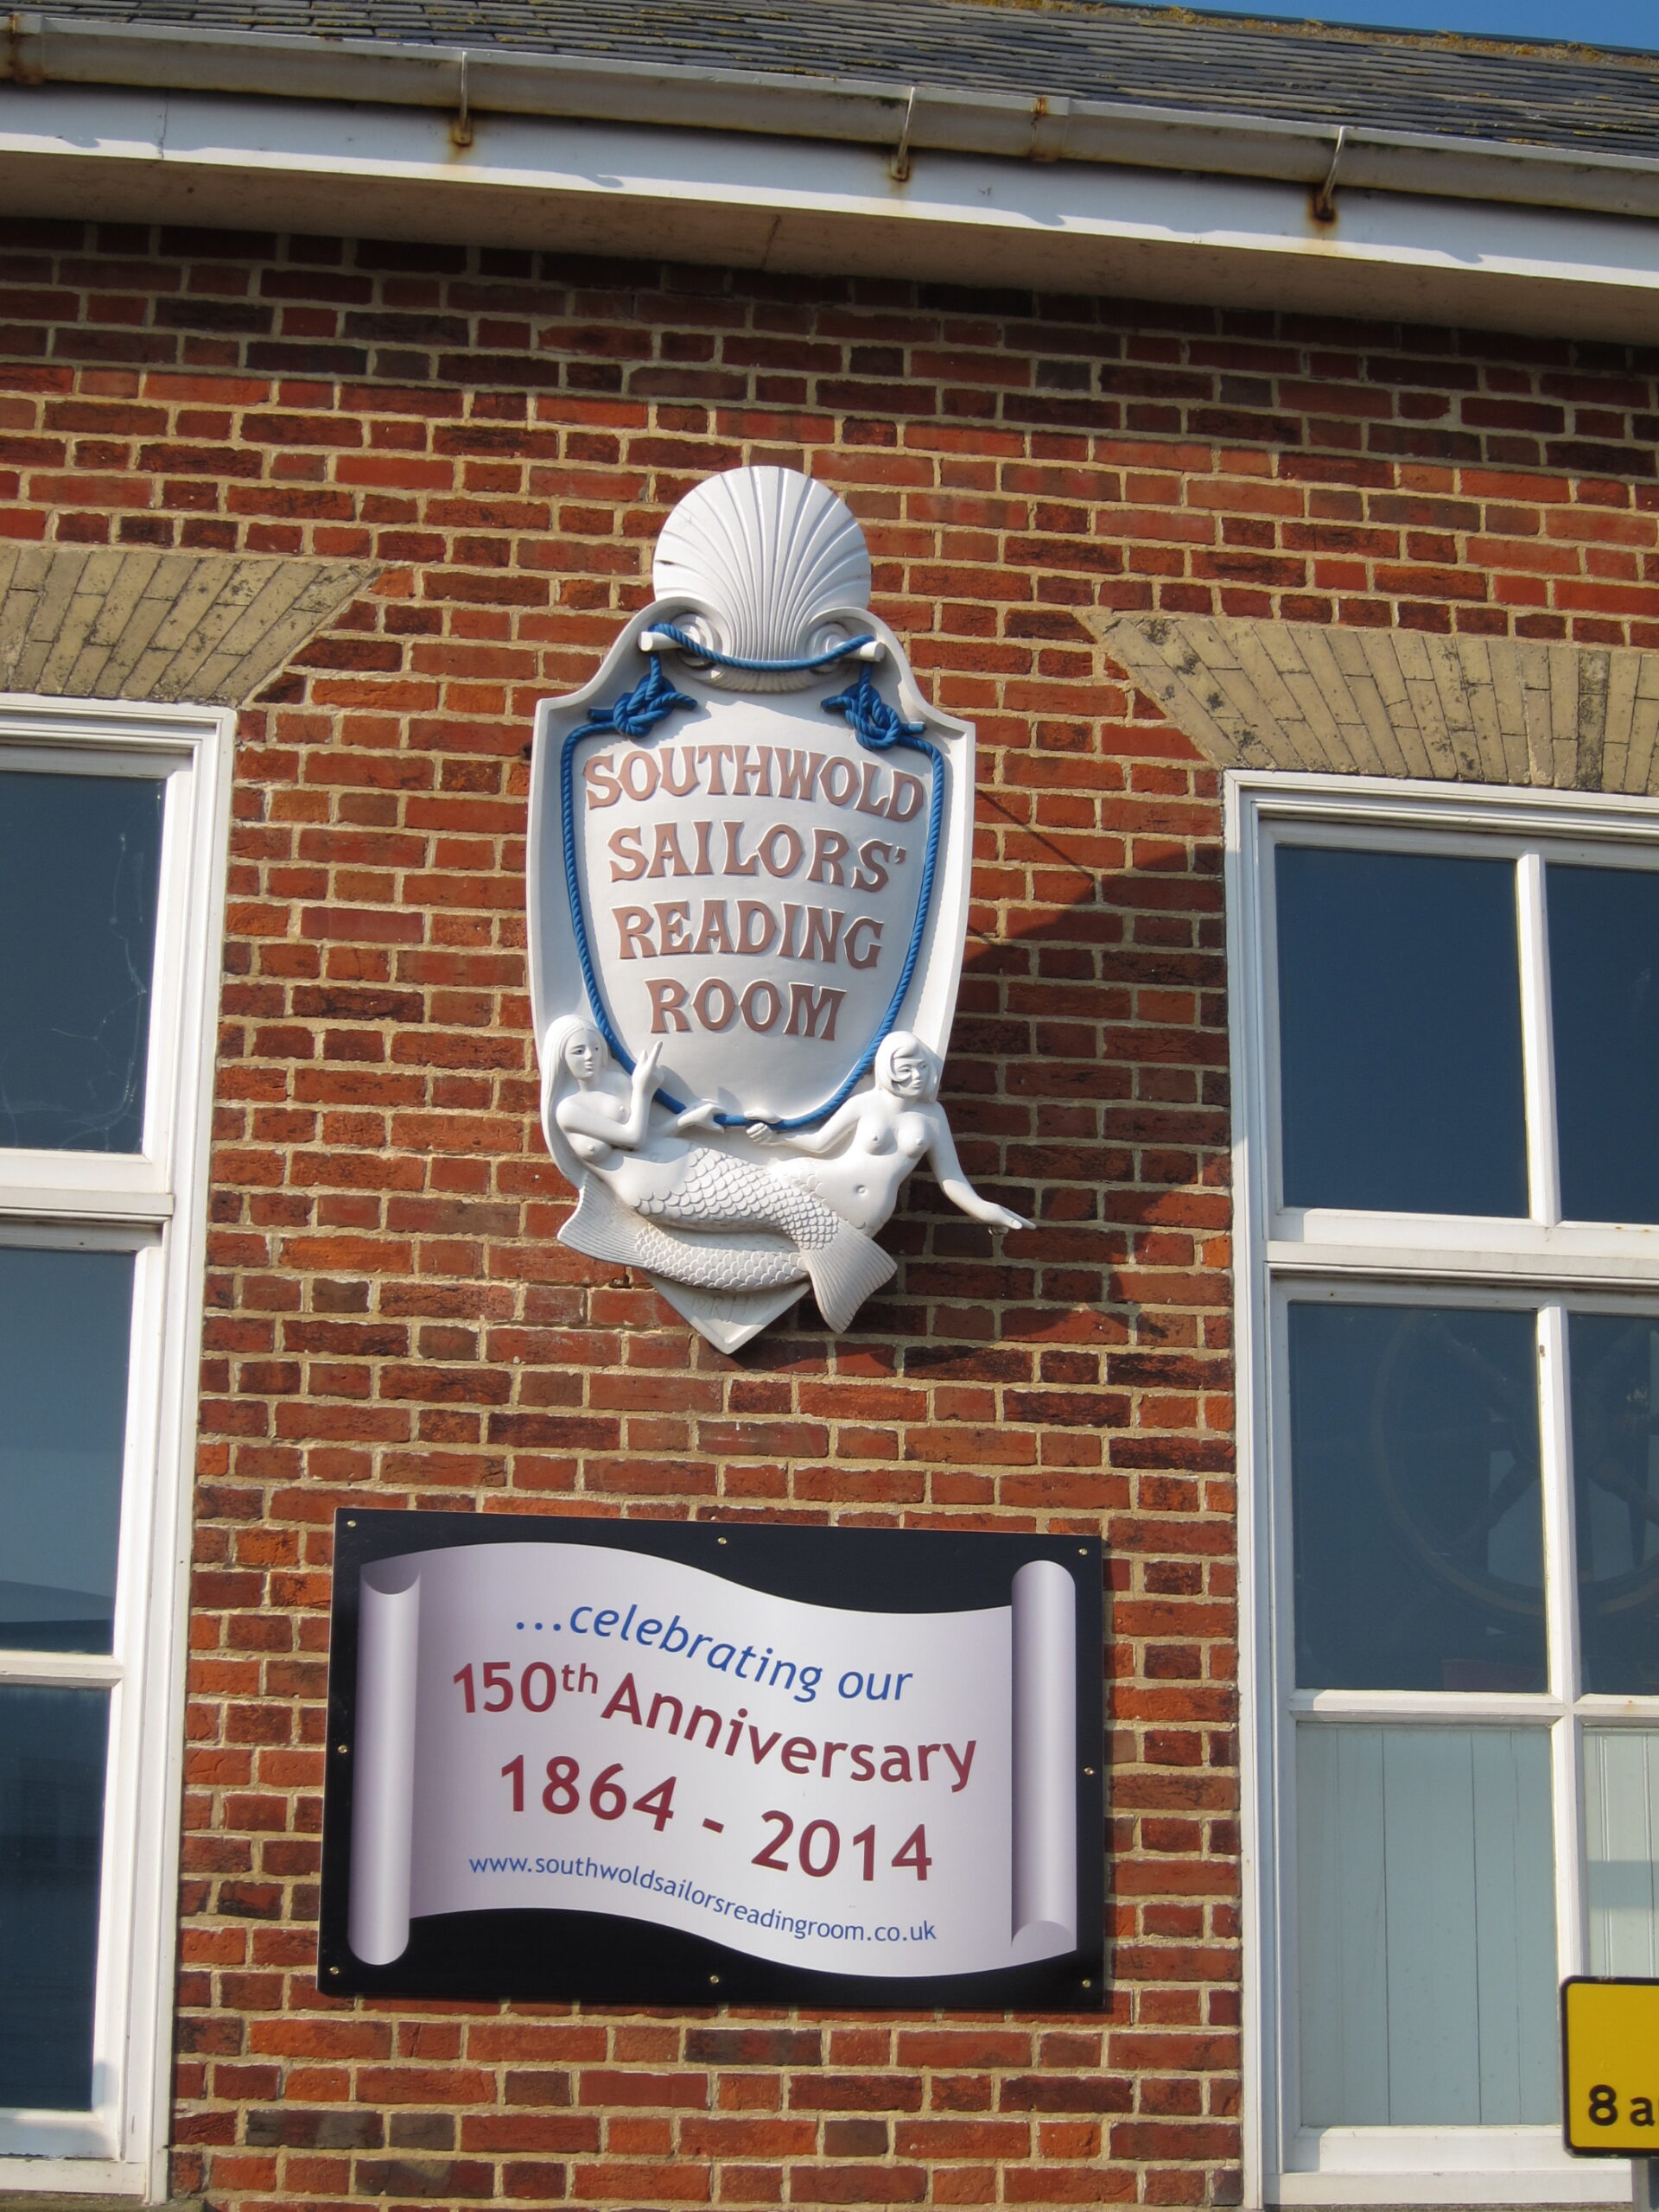 SOUTHWOLD
SAILORS'
READING
ROOM
...celebrating our
150th Anniversary
1864 - 2014
www.southwoldsailorsreadingroom.co.uk
8 a